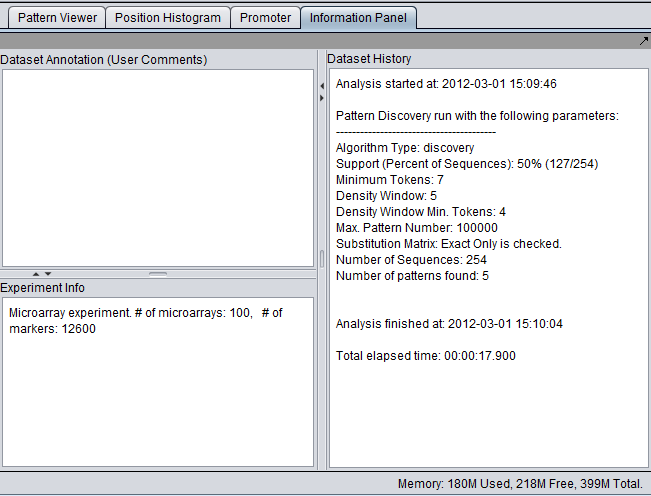 Pattern Viewer Position Histogram Promoter Information Panel
Dataset Annotation (User Comments)
Dataset History
Analysis started at: 2012-03-01 15:09:46
Pattern Discovery run with the following parameters:
----------------------------------------
Algorithm Type: discovery
Support (Percent of Sequences): 50% (127/254)
Minimum Tokens: 7
Density Window: 5
Density Window Min. Tokens: 4
Max. Pattern Number: 100000
Substitution Matrix: Exact Only is checked.
Number of Sequences: 254
Number of patterns found: 5
Analysis finished at: 2012-03-01 15:10:04
Total elapsed time: 00:00:17.900
Experiment Info
Microarray experiment. # of microarrays: 100,   # of
markers: 12600
Memory: 180M Used, 218M Free, 399M Total.